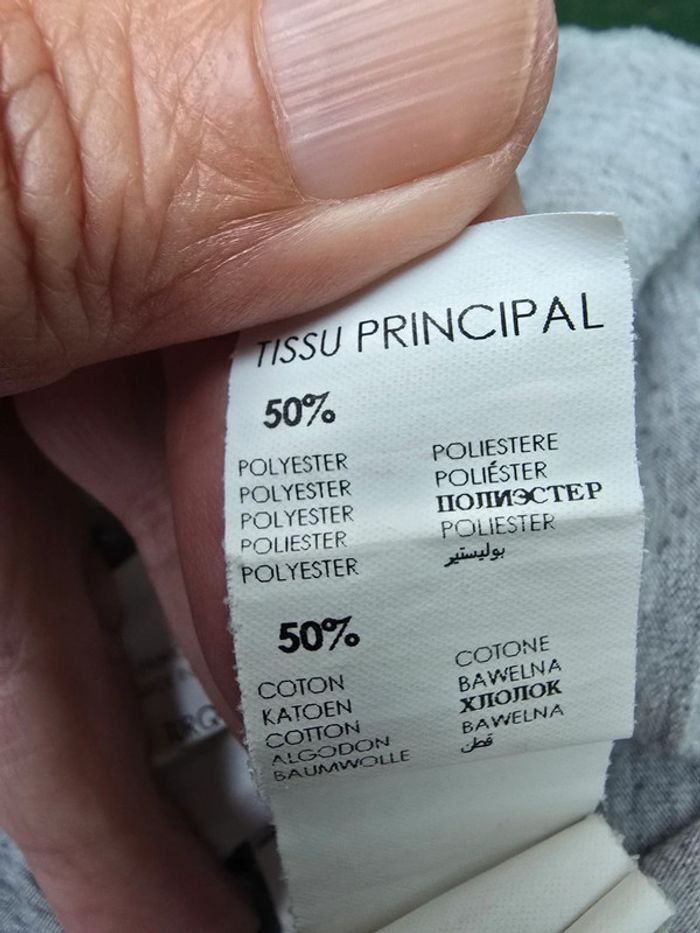 TISSU PRINCIPAL
50%
POLYESTER
POLYESTER
POLYESTER
POLIESTER
POLYESTER
POLIESTERE
POLIÉSTER
ПОЛИЭСТЕР
POLIESTER
بوليستير
50%
COTON
KATOEN
COTTON
ALGODON
BAUMWOLLE
COTONE
BAWELNA
ХЛОЛОК
BAWELNA
قطن